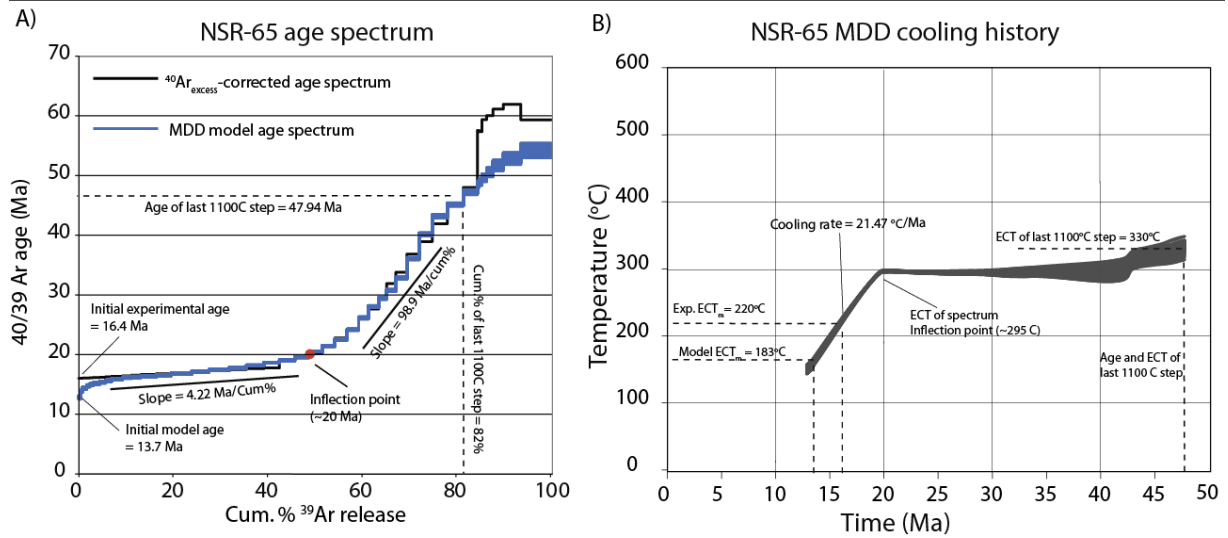 A)
NSR-65 age spectrum
70
60
50
40
30
20
10
0
40/39 Ar age (Ma)
40Arexcess-corrected age spectrum
MDD model age spectrum
Age of last 1100C step = 47.94 Ma
Initial experimental age
= 16.4 Ma
Slope = 98.9 Ma/cum%
Slope = 4.22 Ma/Cum%
Inflection point
(~20 Ma)
Cum.% of last 1100C step = 82%
Initial model age
= 13.7 Ma
0 20 40 60 80 100
Cum. % 39Ar release
B)
NSR-65 MDD cooling history
600
500
400
300
200
100
0
Temperature (°C)
Cooling rate = 21.47 °C/Ma
ECT of last 1100°C step = 330°C
Exp. ECTm = 220°C
ECT of spectrum
Inflection point (~295 C)
Model ECTm = 183°C
Age and ECT of
last 1100 C step
0 5 10 15 20 25 30 35 40 45 50
Time (Ma)